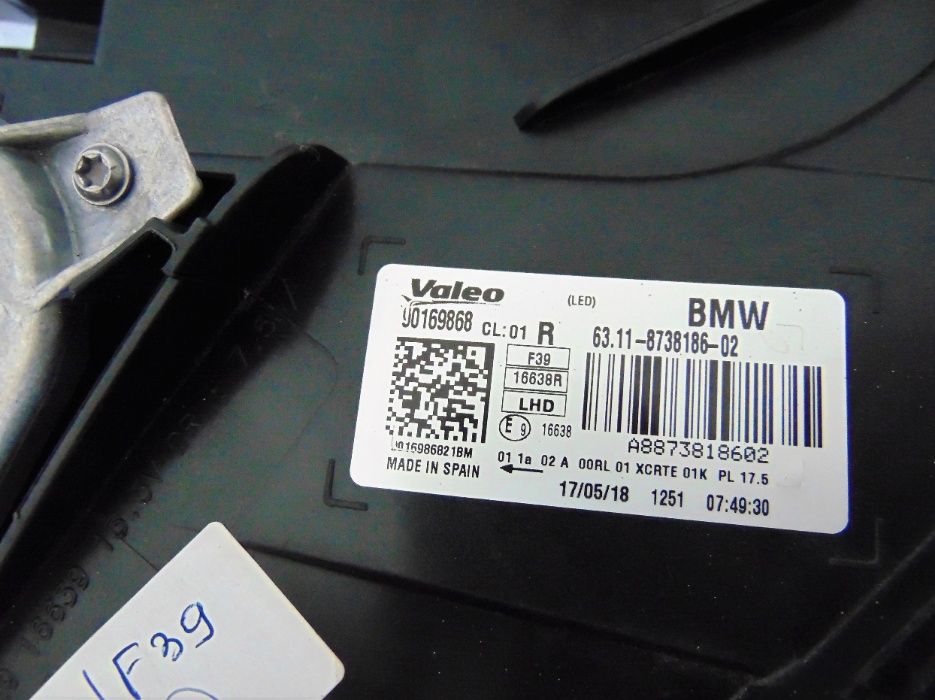 Valeo
(LED)
BMW
90169868 CL:01 R
63.11-8738186-02
F39
16638R
LHD
E9 16638
A8873818602
MADE IN SPAIN
01 1a 02 A 00RL 01 XCRTE 01K PL 17.5
17/05/18 1251 07:49:30
F39